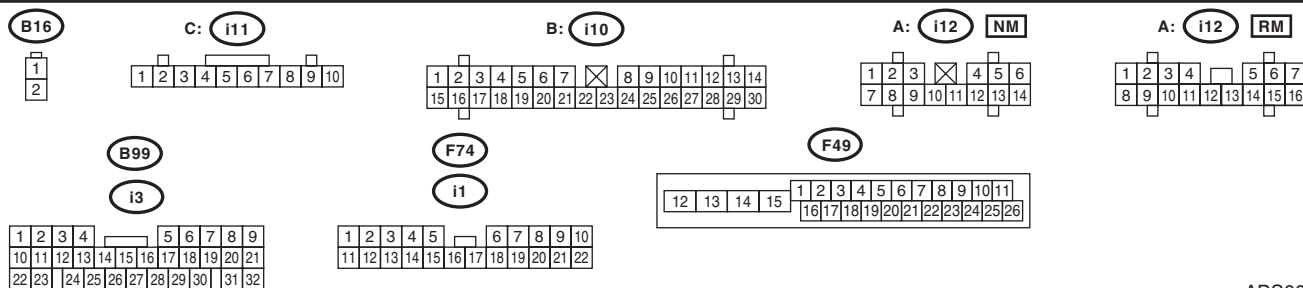 B16 C: i11 B: i10 A: i12 NM A: i12 RM
1
2
1 2 3 4 5 6 7 8 9 10
1 2 3 4 5 6 7 8 9 10 11 12 13 14
15 16 17 18 19 20 21 22 23 24 25 26 27 28 29 30
1 2 3 4 5 6
7 8 9 10 11 12 13 14
1 2 3 4 5 6 7
8 9 10 11 12 13 14 15 16
B99
i3
1 2 3 4 5 6 7 8 9
10 11 12 13 14 15 16 17 18 19 20 21
22 23 24 25 26 27 28 29 30 31 32
F74
i1
1 2 3 4 5 6 7 8 9 10
11 12 13 14 15 16 17 18 19 20 21 22
F49
12 13 14 15 1 2 3 4 5 6 7 8 9 10 11
16 17 18 19 20 21 22 23 24 25 26